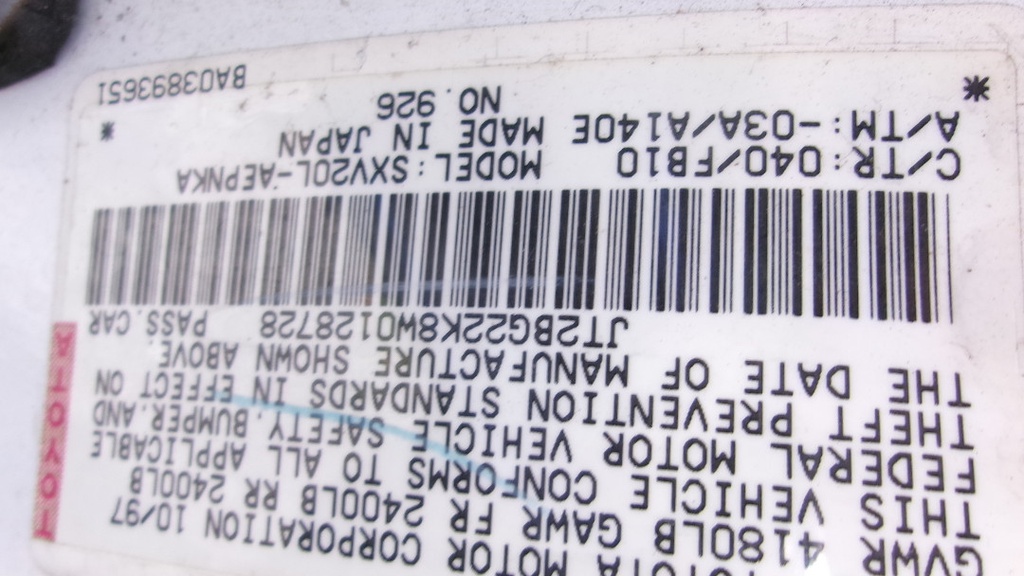 MOTOR CORPORATION 10/97
GVWR 4180LB GAWR FR 2400LB RR 2400LB
THIS VEHICLE CONFORMS TO ALL APPLICABLE
FEDERAL MOTOR VEHICLE SAFETY, BUMPER, AND
THEFT PREVENTION STANDARDS IN EFFECT ON
THE DATE OF MANUFACTURE SHOWN ABOVE.
JT2BG22K8W0128728 PASS.CAR
C/TR:040/FB10 MODEL:SXV20L-AEPNKA
A/TM:-03A/A140E MADE IN JAPAN
* NO.926 *
BA03893651
TOYOTA